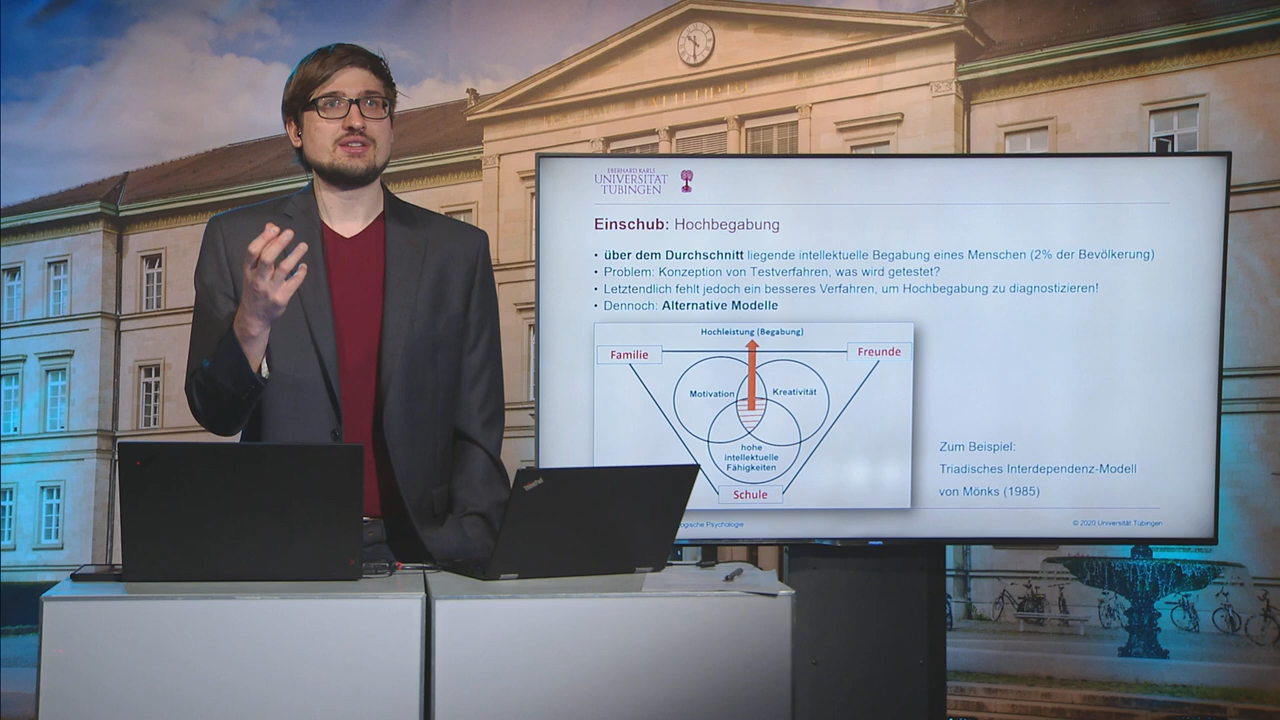 EBERHARD KARLS
UNIVERSITÄT
TÜBINGEN
Einschub: Hochbegabung
• über dem Durchschnitt liegende intellektuelle Begabung eines Menschen (2% der Bevölkerung)
• Problem: Konzeption von Testverfahren, was wird getestet?
• Letztendlich fehlt jedoch ein besseres Verfahren, um Hochbegabung zu diagnostizieren!
• Dennoch: Alternative Modelle
Hochleistung (Begabung)
Familie
Freunde
Motivation
Kreativität
hohe
intellektuelle
Fähigkeiten
Schule
Zum Beispiel:
Triadisches Interdependenz-Modell
von Mönks (1985)
Psychologie
© 2020 Universität Tübingen
ThinkPad